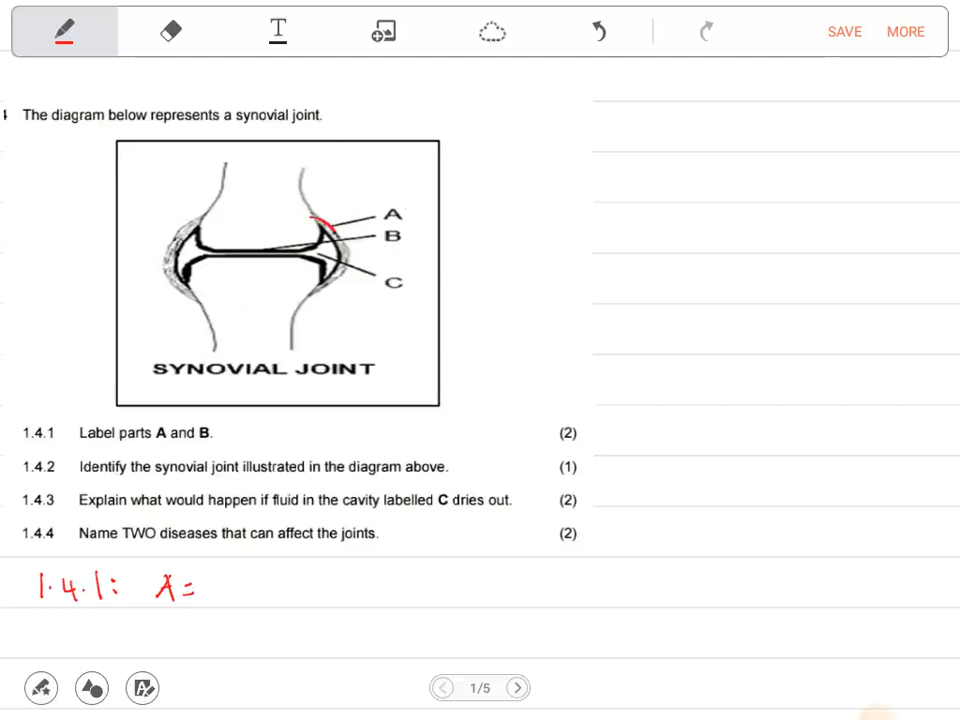 T
SAVE
MORE
4 The diagram below represents a synovial joint.
A
B
C
SYNOVIAL JOINT
1.4.1 Label parts A and B. (2)
1.4.2 Identify the synovial joint illustrated in the diagram above. (1)
1.4.3 Explain what would happen if fluid in the cavity labelled C dries out. (2)
1.4.4 Name TWO diseases that can affect the joints. (2)
1.4.1: A=
A
1/5